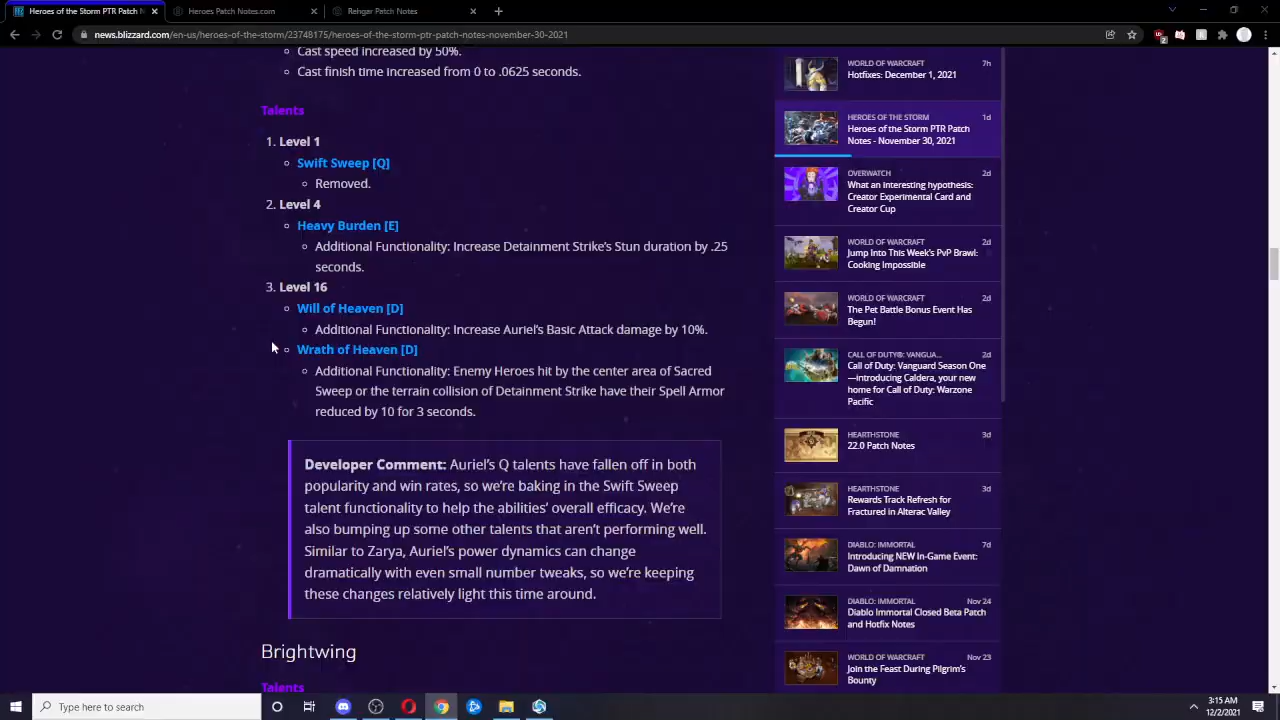 Heroes of the Storm PTR Patch N
Heroes Patch Notes.com
Rehgar Patch Notes
news.blizzard.com/en-us/heroes-of-the-storm/23748175/heroes-of-the-storm-ptr-patch-notes-november-30-2021
Cast speed increased by 50%.
Cast finish time increased from 0 to .0625 seconds.
Talents
1. Level 1
Swift Sweep [Q]
Removed.
2. Level 4
Heavy Burden [E]
Additional Functionality: Increase Detainment Strike's Stun duration by .25
seconds.
3. Level 16
Will of Heaven [D]
Additional Functionality: Increase Auriel's Basic Attack damage by 10%.
Wrath of Heaven [D]
Additional Functionality: Enemy Heroes hit by the center area of Sacred
Sweep or the terrain collision of Detainment Strike have their Spell Armor
reduced by 10 for 3 seconds.
Developer Comment: Auriel's Q talents have fallen off in both
popularity and win rates, so we're baking in the Swift Sweep
talent functionality to help the abilities' overall efficacy. We're
also bumping up some other talents that aren't performing well.
Similar to Zarya, Auriel's power dynamics can change
dramatically with even small number tweaks, so we're keeping
these changes relatively light this time around.
Brightwing
Talents
WORLD OF WARCRAFT 7h
Hotfixes: December 1, 2021
HEROES OF THE STORM 1d
Heroes of the Storm PTR Patch
Notes - November 30, 2021
OVERWATCH 2d
What an interesting hypothesis:
Creator Experimental Card and
Creator Cup
WORLD OF WARCRAFT 2d
Jump Into This Week's PvP Brawl:
Cooking Impossible
WORLD OF WARCRAFT 2d
The Pet Battle Bonus Event Has
Begun!
CALL OF DUTY®: VANGUA... 2d
Call of Duty: Vanguard Season One
—introducing Caldera, your new
home for Call of Duty: Warzone
Pacific
HEARTHSTONE 3d
22.0 Patch Notes
HEARTHSTONE 3d
Rewards Track Refresh for
Fractured in Alterac Valley
DIABLO: IMMORTAL 7d
Introducing NEW In-Game Event:
Dawn of Damnation
DIABLO: IMMORTAL Nov 24
Diablo Immortal Closed Beta Patch
and Hotfix Notes
WORLD OF WARCRAFT Nov 23
Join the Feast During Pilgrim's
Bounty
Type here to search
3:15 AM
12/2/2021